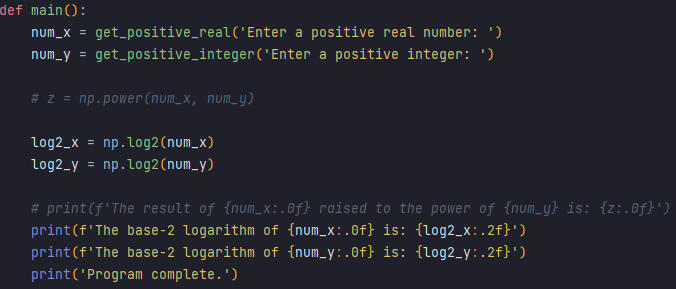 def main():
    num_x = get_positive_real('Enter a positive real number: ')
    num_y = get_positive_integer('Enter a positive integer: ')
    # z = np.power(num_x, num_y)
    log2_x = np.log2(num_x)
    log2_y = np.log2(num_y)
    # print(f'The result of {num_x:.0f} raised to the power of {num_y} is: {z:.0f}')
    print(f'The base-2 logarithm of {num_x:.0f} is: {log2_x:.2f}')
    print(f'The base-2 logarithm of {num_y:.0f} is: {log2_y:.2f}')
    print('Program complete.')